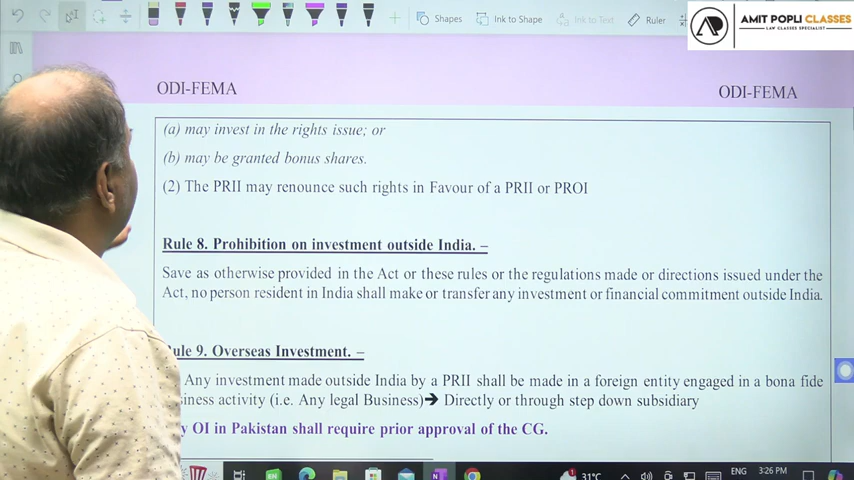 Shapes
Ink to Shape
Ink to Text
Ruler
AMIT POPLI CLASSES
LAW CLASSES SPECIALIST
ODI-FEMA
ODI-FEMA
(a) may invest in the rights issue; or
(b) may be granted bonus shares.
(2) The PRII may renounce such rights in Favour of a PRII or PROI
Rule 8. Prohibition on investment outside India. –
Save as otherwise provided in the Act or these rules or the regulations made or directions issued under the
Act, no person resident in India shall make or transfer any investment or financial commitment outside India.
ule 9. Overseas Investment. –
Any investment made outside India by a PRII shall be made in a foreign entity engaged in a bona fide
siness activity (i.e. Any legal Business)➔ Directly or through step down subsidiary
y OI in Pakistan shall require prior approval of the CG.
31°C
ENG
3:26 PM